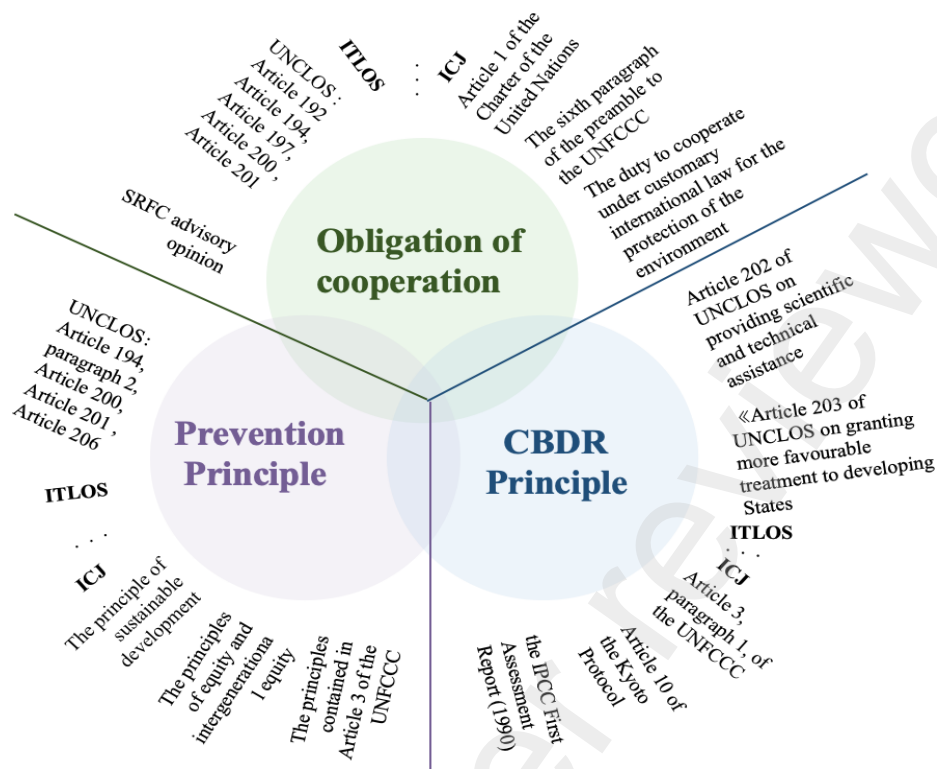 UNCLOS :
Article 192
Article 194,
Article 197,
Article 200 ,
Article 201
SRFC advisory
opinion
ITLOS
. . .
ICJ
Article 1 of the
Charter of the
United Nations
The sixth paragraph
of the preamble to
the UNFCCC
The duty to cooperate
under customary
international law for the
protection of the
environment
Obligation of
cooperation
Article 202 of
UNCLOS on
providing scientific
and technical
assistance
《Article 203 of
UNCLOS on granting
more favourable
treatment to developing
States
ITLOS
. . .
ICJ
Article 3,
paragraph 1, of
the UNFCCC
Article 10 of
the Kyoto
Protocol
the IPCC First
Assessment
Report (1990)
CBDR
Principle
Prevention
Principle
UNCLOS:
Article 194,
paragraph 2,
Article 200,
Article 201 ,
Article 206
ITLOS
. . .
ICJ
The principle of
sustainable
development
The principles
of equity and
intergenerationa
l equity
The principles
contained in
Article 3 of the
UNFCCC
er reviewe